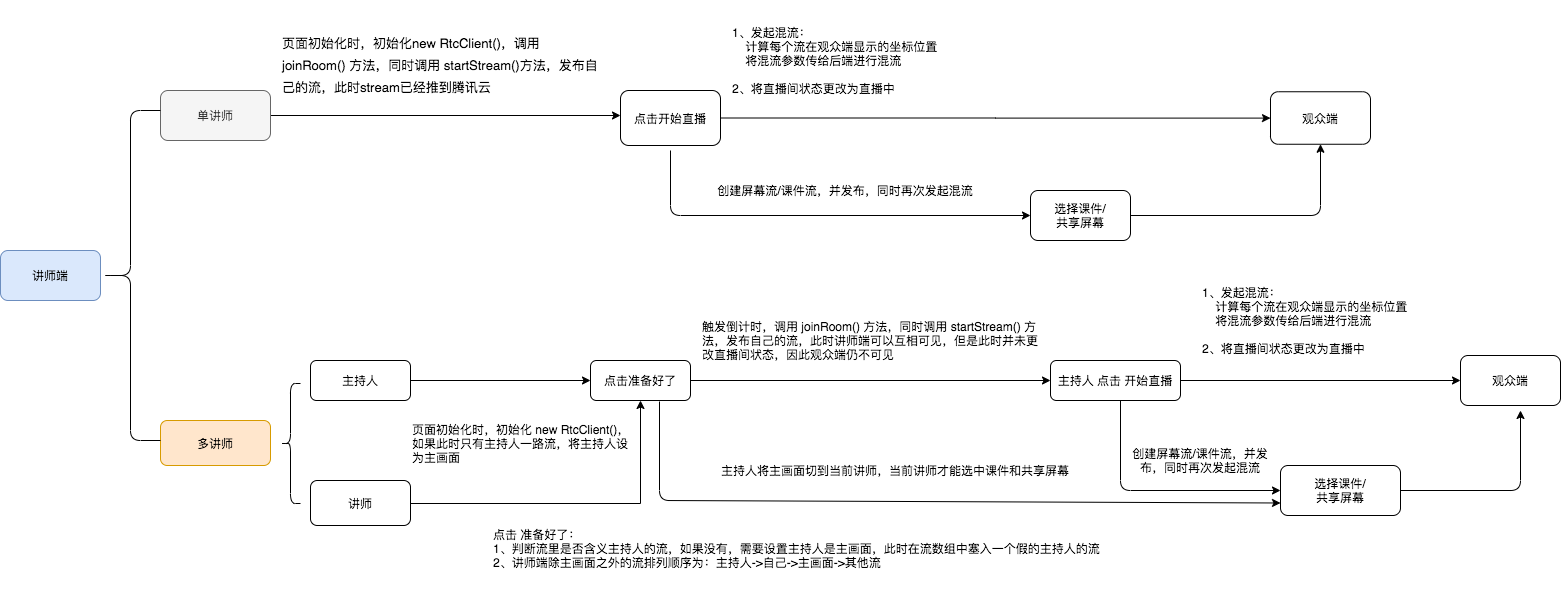 页面初始化时，初始化new RtcClient()，调用
joinRoom() 方法，同时调用 startStream()方法，发布自
己的流，此时stream已经推到腾讯云
1、发起混流：
计算每个流在观众端显示的坐标位置
将混流参数传给后端进行混流
2、将直播间状态更改为直播中
单讲师
点击开始直播
观众端
创建屏幕流/课件流，并发布，同时再次发起混流
选择课件/
共享屏幕
讲师端
1、发起混流：
计算每个流在观众端显示的坐标位置
将混流参数传给后端进行混流
2、将直播间状态更改为直播中
触发倒计时，调用 joinRoom() 方法，同时调用 startStream() 方
法，发布自己的流，此时讲师端可以互相可见，但是此时并未更
改直播间状态，因此观众端仍不可见
主持人
点击准备好了
主持人 点击 开始直播
观众端
多讲师
页面初始化时，初始化 new RtcClient()，
如果此时只有主持人一路流，将主持人设
为主画面
创建屏幕流/课件流，并发
布，同时再次发起混流
主持人将主画面切到当前讲师，当前讲师才能选中课件和共享屏幕
选择课件/
共享屏幕
讲师
点击 准备好了：
1、判断流里是否含义主持人的流，如果没有，需要设置主持人是主画面，此时在流数组中塞入一个假的主持人的流
2、讲师端除主画面之外的流排列顺序为：主持人->自己->主画面->其他流